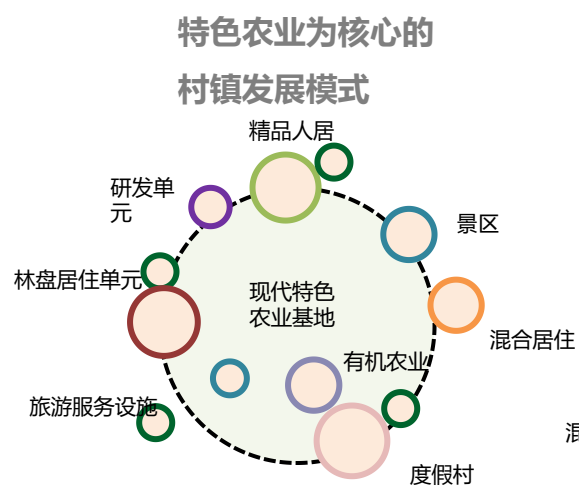 特色农业为核心的
村镇发展模式
精品人居
研发单
元
景区
林盘居住单元
现代特色
农业基地
混合居住
有机农业
旅游服务设施
混
度假村